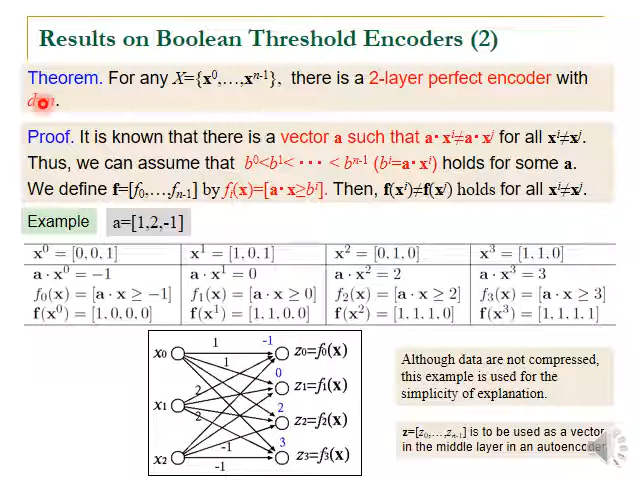 Results on Boolean Threshold Encoders (2)
Theorem. For any X={x⁰,…,xⁿ⁻¹}, there is a 2-layer perfect encoder with
Proof. It is known that there is a vector a such that a・xⁱ≠a・xʲ for all xⁱ≠xʲ.
Thus, we can assume that b⁰<b¹< ・・・ < bⁿ⁻¹ (bⁱ=a・xⁱ) holds for some a.
We define f=[f₀,…,fₙ₋₁] by fᵢ(x)=[a・x≥bⁱ]. Then, f(xⁱ)≠f(xʲ) holds for all xⁱ≠xʲ.
Example a=[1,2,-1]
x⁰ = [0,0,1] x¹ = [1,0,1] x² = [0,1,0] x³ = [1,1,0]
a · x⁰ = −1 a · x¹ = 0 a · x² = 2 a · x³ = 3
f₀(x) = [a · x ≥ −1] f₁(x) = [a · x ≥ 0] f₂(x) = [a · x ≥ 2] f₃(x) = [a · x ≥ 3]
f(x⁰) = [1,0,0,0] f(x¹) = [1,1,0,0] f(x²) = [1,1,1,0] f(x³) = [1,1,1,1]
x₀ 1 1 -1 z₀=f₀(x)
0 z₁=f₁(x)
x₁ 2 2 2 z₂=f₂(x)
x₂ -1 -1 3 z₃=f₃(x)
Although data are not compressed,
this example is used for the
simplicity of explanation.
z=[z₀,…,zₙ₋₁] is to be used as a vector
in the middle layer in an autoencoder